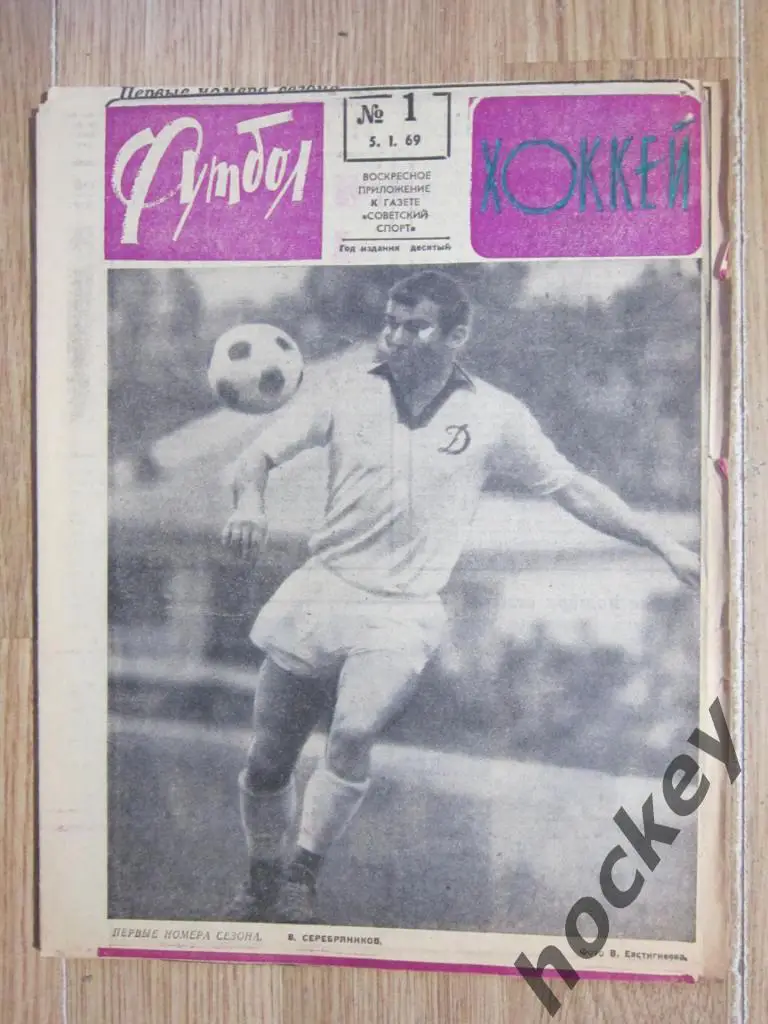 Первые номера сезона
Футбол
№ 1
5. I. 69
ВОСКРЕСНОЕ
ПРИЛОЖЕНИЕ
К ГАЗЕТЕ
«СОВЕТСКИЙ
СПОРТ»
Год издания десятый
ХОККЕЙ
Д
ПЕРВЫЕ НОМЕРА СЕЗОНА. В. СЕРЕБРЯНИКОВ.
Фото В. Евстигнеева.
hockey